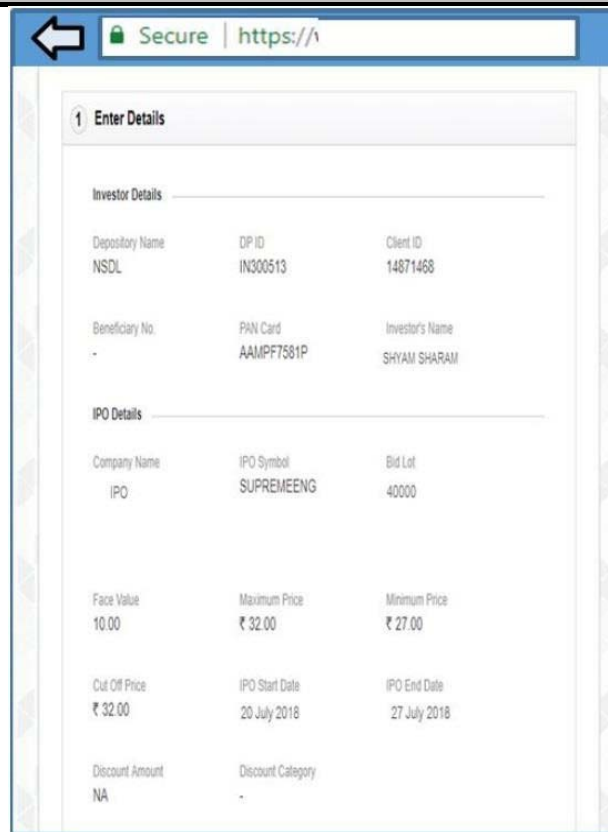 Secure | https://
1 Enter Details
Investor Details
Depository Name DP ID Client ID
NSDL IN300513 14871468
Beneficiary No. PAN Card Investor's Name
- AAMPF7581P SHYAM SHARAM
IPO Details
Company Name IPO Symbol Bid Lot
IPO SUPREMEENG 40000
Face Value Maximum Price Minimum Price
10.00 ₹ 32.00 ₹ 27.00
Cut Off Price IPO Start Date IPO End Date
₹ 32.00 20 July 2018 27 July 2018
Discount Amount Discount Category
NA -